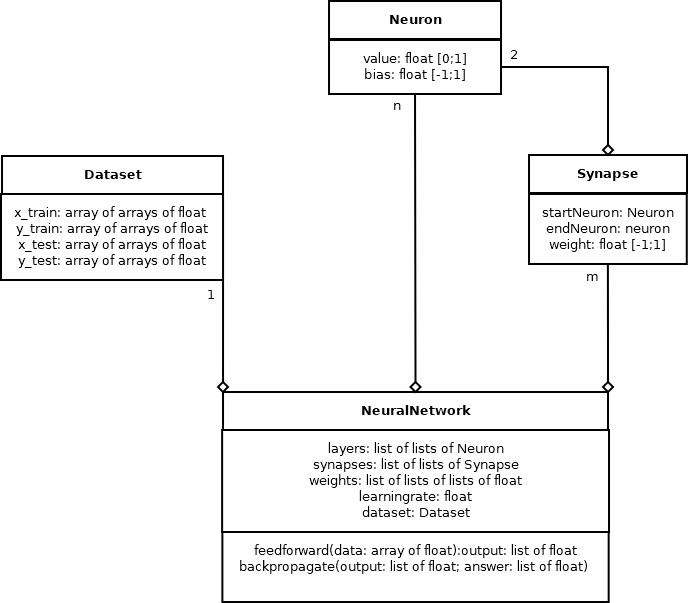 Neuron
value: float [0;1]
bias: float [-1;1]
2
n
Dataset
x_train: array of arrays of float
y_train: array of arrays of float
x_test: array of arrays of float
y_test: array of arrays of float
1
Synapse
startNeuron: Neuron
endNeuron: neuron
weight: float [-1;1]
m
NeuralNetwork
layers: list of lists of Neuron
synapses: list of lists of Synapse
weights: list of lists of lists of float
learningrate: float
dataset: Dataset
feedforward(data: array of float):output: list of float
backpropagate(output: list of float; answer: list of float)